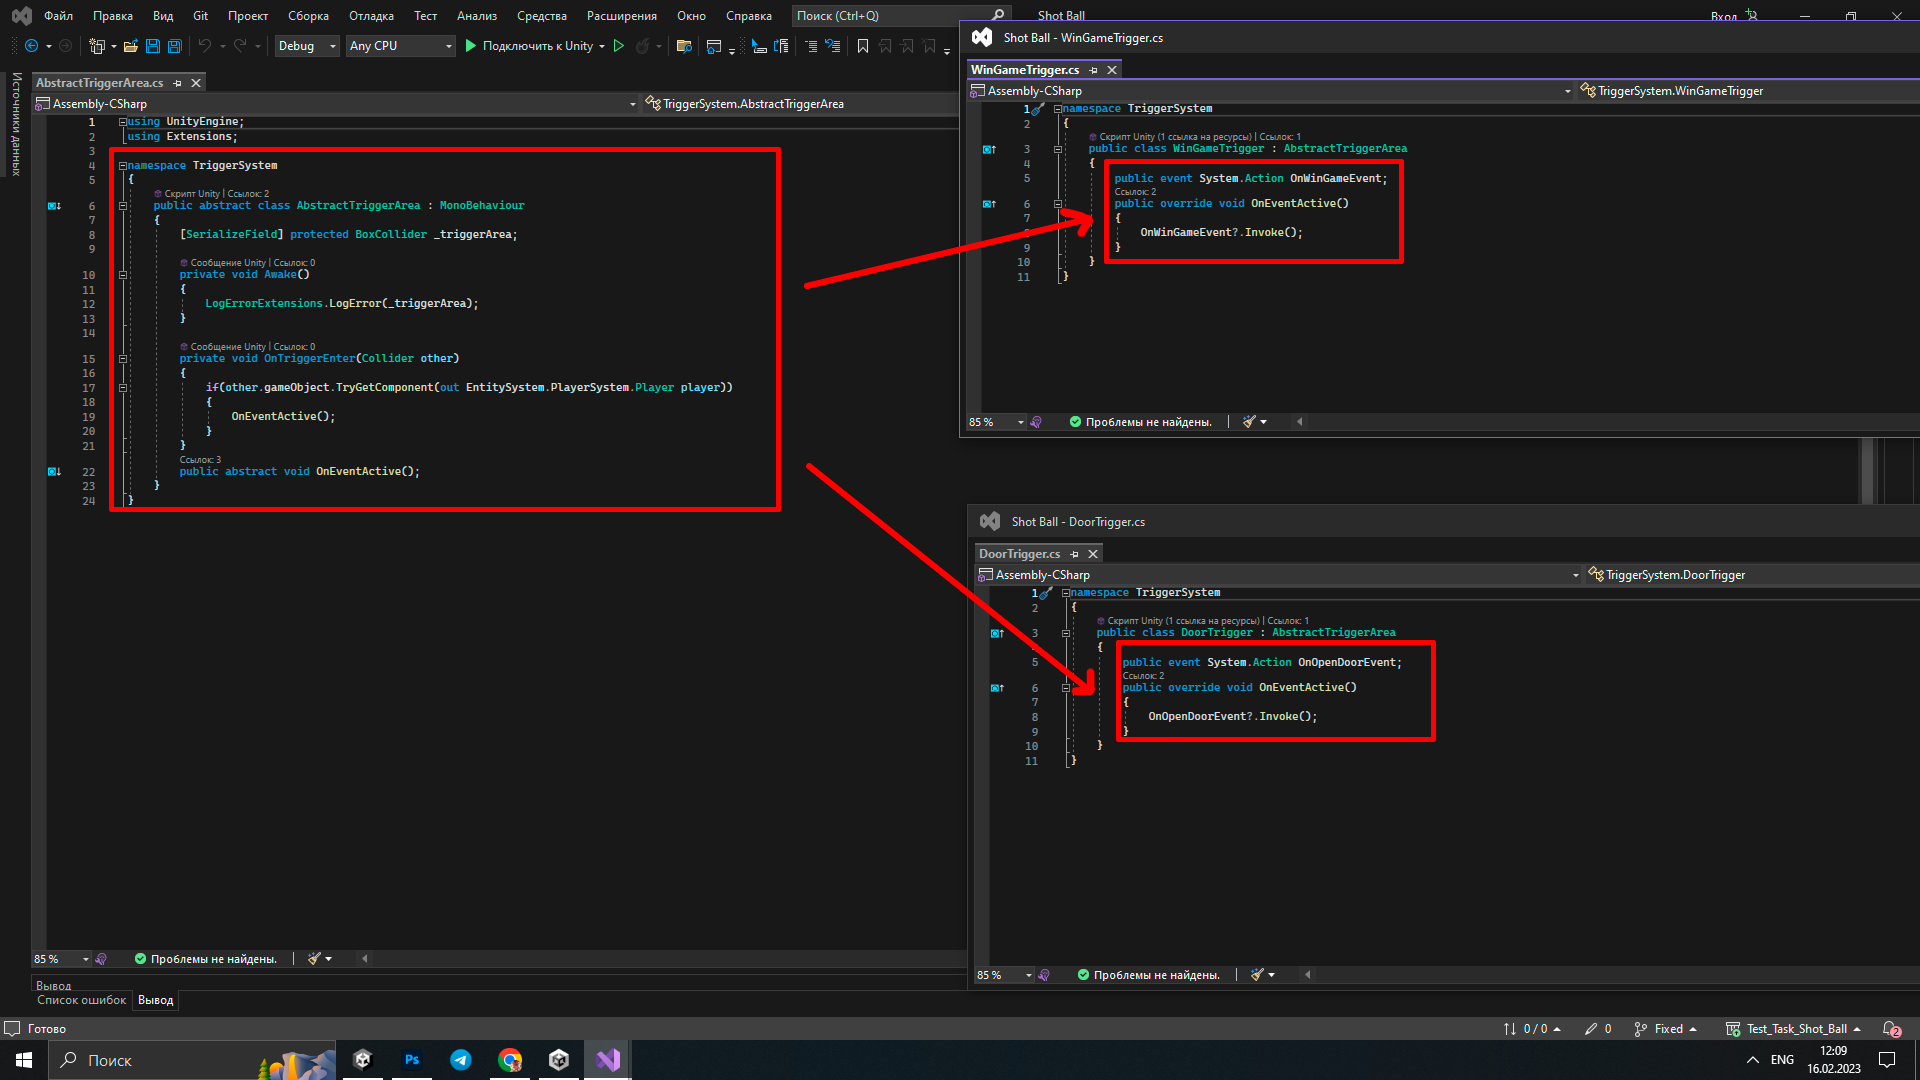 Файл Правка Вид Git Проект Сборка Отладка Тест Анализ Средства Расширения Окно Справка Поиск (Ctrl+Q) Shot Ball Вход
Debug Any CPU Подключить к Unity
Источники данных
AbstractTriggerArea.cs
Assembly-CSharp TriggerSystem.AbstractTriggerArea
1 using UnityEngine;
2 using Extensions;
3
4 namespace TriggerSystem
5 {
Скрипт Unity | Ссылок: 2
6 public abstract class AbstractTriggerArea : MonoBehaviour
7 {
8 [SerializeField] protected BoxCollider _triggerArea;
9
Сообщение Unity | Ссылок: 0
10 private void Awake()
11 {
12 LogErrorExtensions.LogError(_triggerArea);
13 }
14
Сообщение Unity | Ссылок: 0
15 private void OnTriggerEnter(Collider other)
16 {
17 if(other.gameObject.TryGetComponent(out EntitySystem.PlayerSystem.Player player))
18 {
19 OnEventActive();
20 }
21 }
Ссылок: 3
22 public abstract void OnEventActive();
23 }
24 }
85 % Проблемы не найдены.
Shot Ball - WinGameTrigger.cs
WinGameTrigger.cs
Assembly-CSharp TriggerSystem.WinGameTrigger
1 namespace TriggerSystem
2 {
Скрипт Unity (1 ссылка на ресурсы) | Ссылок: 1
3 public class WinGameTrigger : AbstractTriggerArea
4 {
5 public event System.Action OnWinGameEvent;
Ссылок: 2
6 public override void OnEventActive()
7 {
OnWinGameEvent?.Invoke();
9 }
10 }
11 }
85 % Проблемы не найдены.
Shot Ball - DoorTrigger.cs
DoorTrigger.cs
Assembly-CSharp TriggerSystem.DoorTrigger
1 namespace TriggerSystem
2 {
Скрипт Unity (1 ссылка на ресурсы) | Ссылок: 1
3 public class DoorTrigger : AbstractTriggerArea
{
5 public event System.Action OnOpenDoorEvent;
Ссылок: 2
6 public override void OnEventActive()
7 {
8 OnOpenDoorEvent?.Invoke();
9 }
10 }
11 }
85 % Проблемы не найдены.
Вывод
Список ошибок Вывод
Готово 0 / 0 0 Fixed Test_Task_Shot_Ball 2
Поиск Ps ENG 12:09
16.02.2023